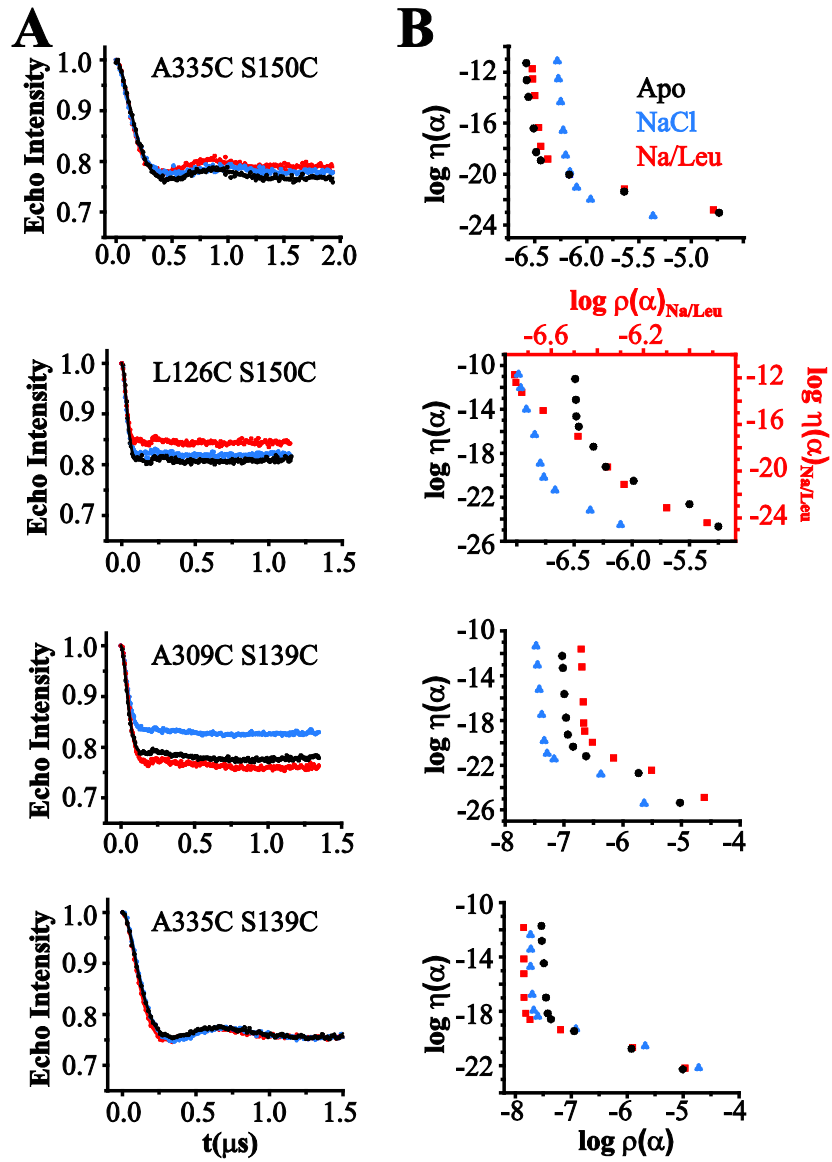 A
B
A335C S150C
Echo Intensity
1.0
0.9
0.8
0.7
0.0 0.5 1.0 1.5 2.0
Apo
NaCl
Na/Leu
log η(α)
-12
-16
-20
-24
-6.5 -6.0 -5.5 -5.0
L126C S150C
Echo Intensity
1.0
0.9
0.8
0.7
0.0 0.5 1.0 1.5
log ρ(α)Na/Leu
-6.6 -6.2
log η(α)
-10
-14
-18
-22
-26
-6.5 -6.0 -5.5
-12
-16
-20
-24
log η(α)Na/Leu
A309C S139C
Echo Intensity
1.0
0.9
0.8
0.7
0.0 0.5 1.0 1.5
log η(α)
-10
-14
-18
-22
-26
-8 -7 -6 -5 -4
A335C S139C
Echo Intensity
1.0
0.9
0.8
0.7
0.0 0.5 1.0 1.5
t(μs)
log η(α)
-10
-14
-18
-22
-8 -7 -6 -5 -4
log ρ(α)